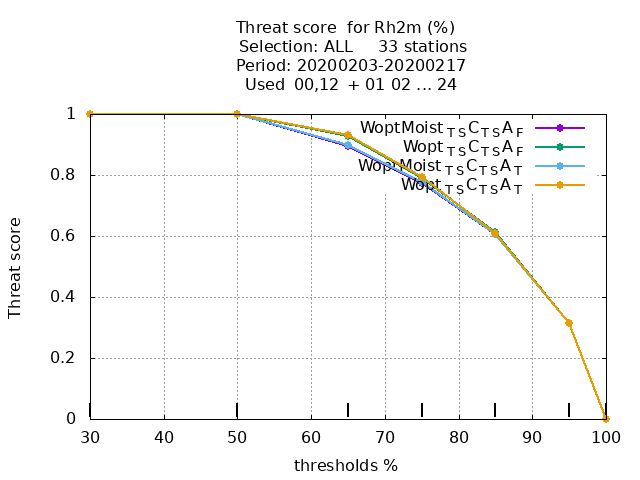 Threat score  for Rh2m (%)
Selection: ALL     33 stations
Period: 20200203-20200217
Used  00,12  + 01 02 ... 24
WoptMoist TS C TS A F
Wopt TS C TS A F
WoptMoist TS C TS A T
Wopt TS C TS A T
1
0.8
0.6
0.4
0.2
0
Threat score
30 40 50 60 70 80 90 100
thresholds %